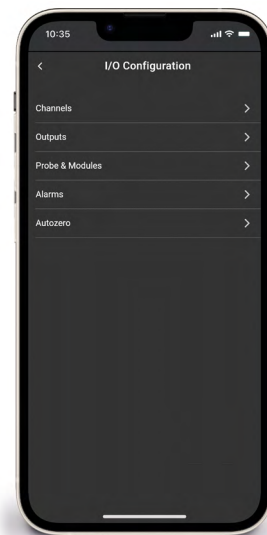 10:35
I/O Configuration
Channels
Outputs
Probe & Modules
Alarms
Autozero